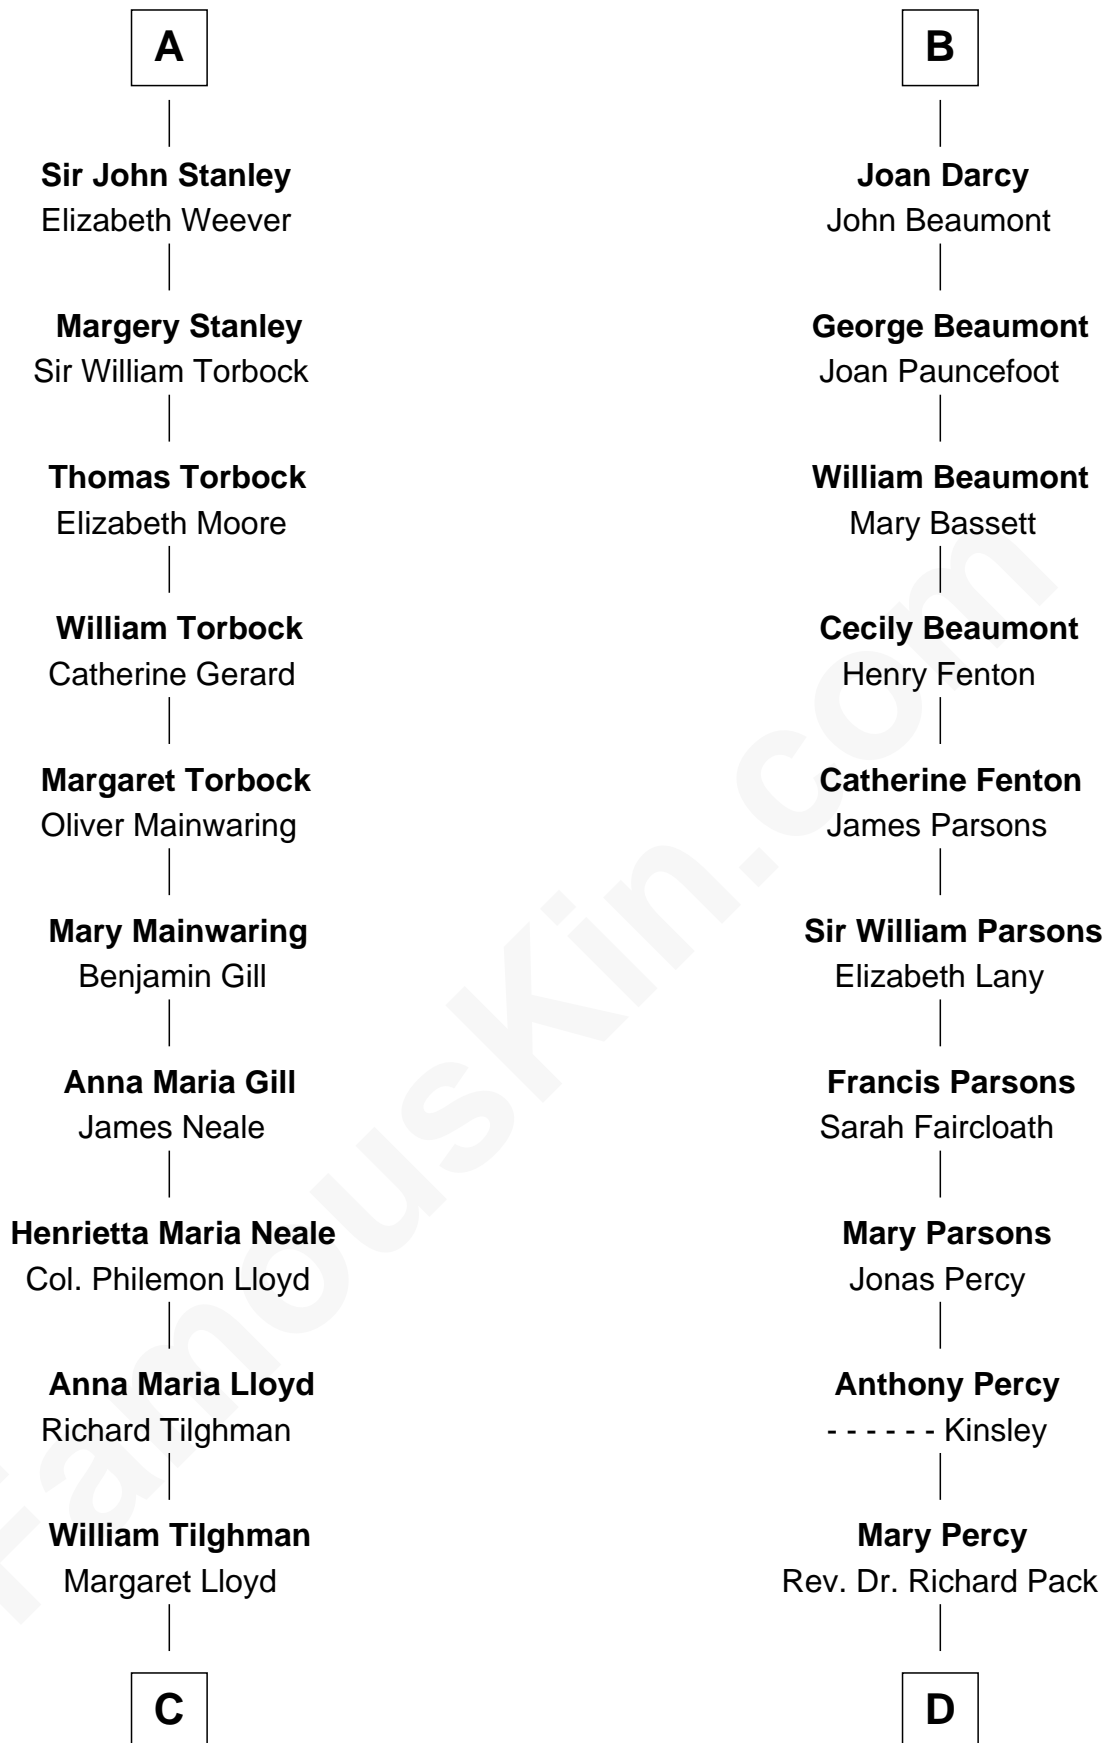 A
Sir John Stanley
Elizabeth Weever
Margery Stanley
Sir William Torbock
Thomas Torbock
Elizabeth Moore
William Torbock
Catherine Gerard
Margaret Torbock
Oliver Mainwaring
Mary Mainwaring
Benjamin Gill
Anna Maria Gill
James Neale
Henrietta Maria Neale
Col. Philemon Lloyd
Anna Maria Lloyd
Richard Tilghman
William Tilghman
Margaret Lloyd
C
B
Joan Darcy
John Beaumont
George Beaumont
Joan Pauncefoot
William Beaumont
Mary Bassett
Cecily Beaumont
Henry Fenton
Catherine Fenton
James Parsons
Sir William Parsons
Elizabeth Lany
Francis Parsons
Sarah Faircloath
Mary Parsons
Jonas Percy
Anthony Percy
- - - - - - Kinsley
Mary Percy
Rev. Dr. Richard Pack
D
FamousKin.com